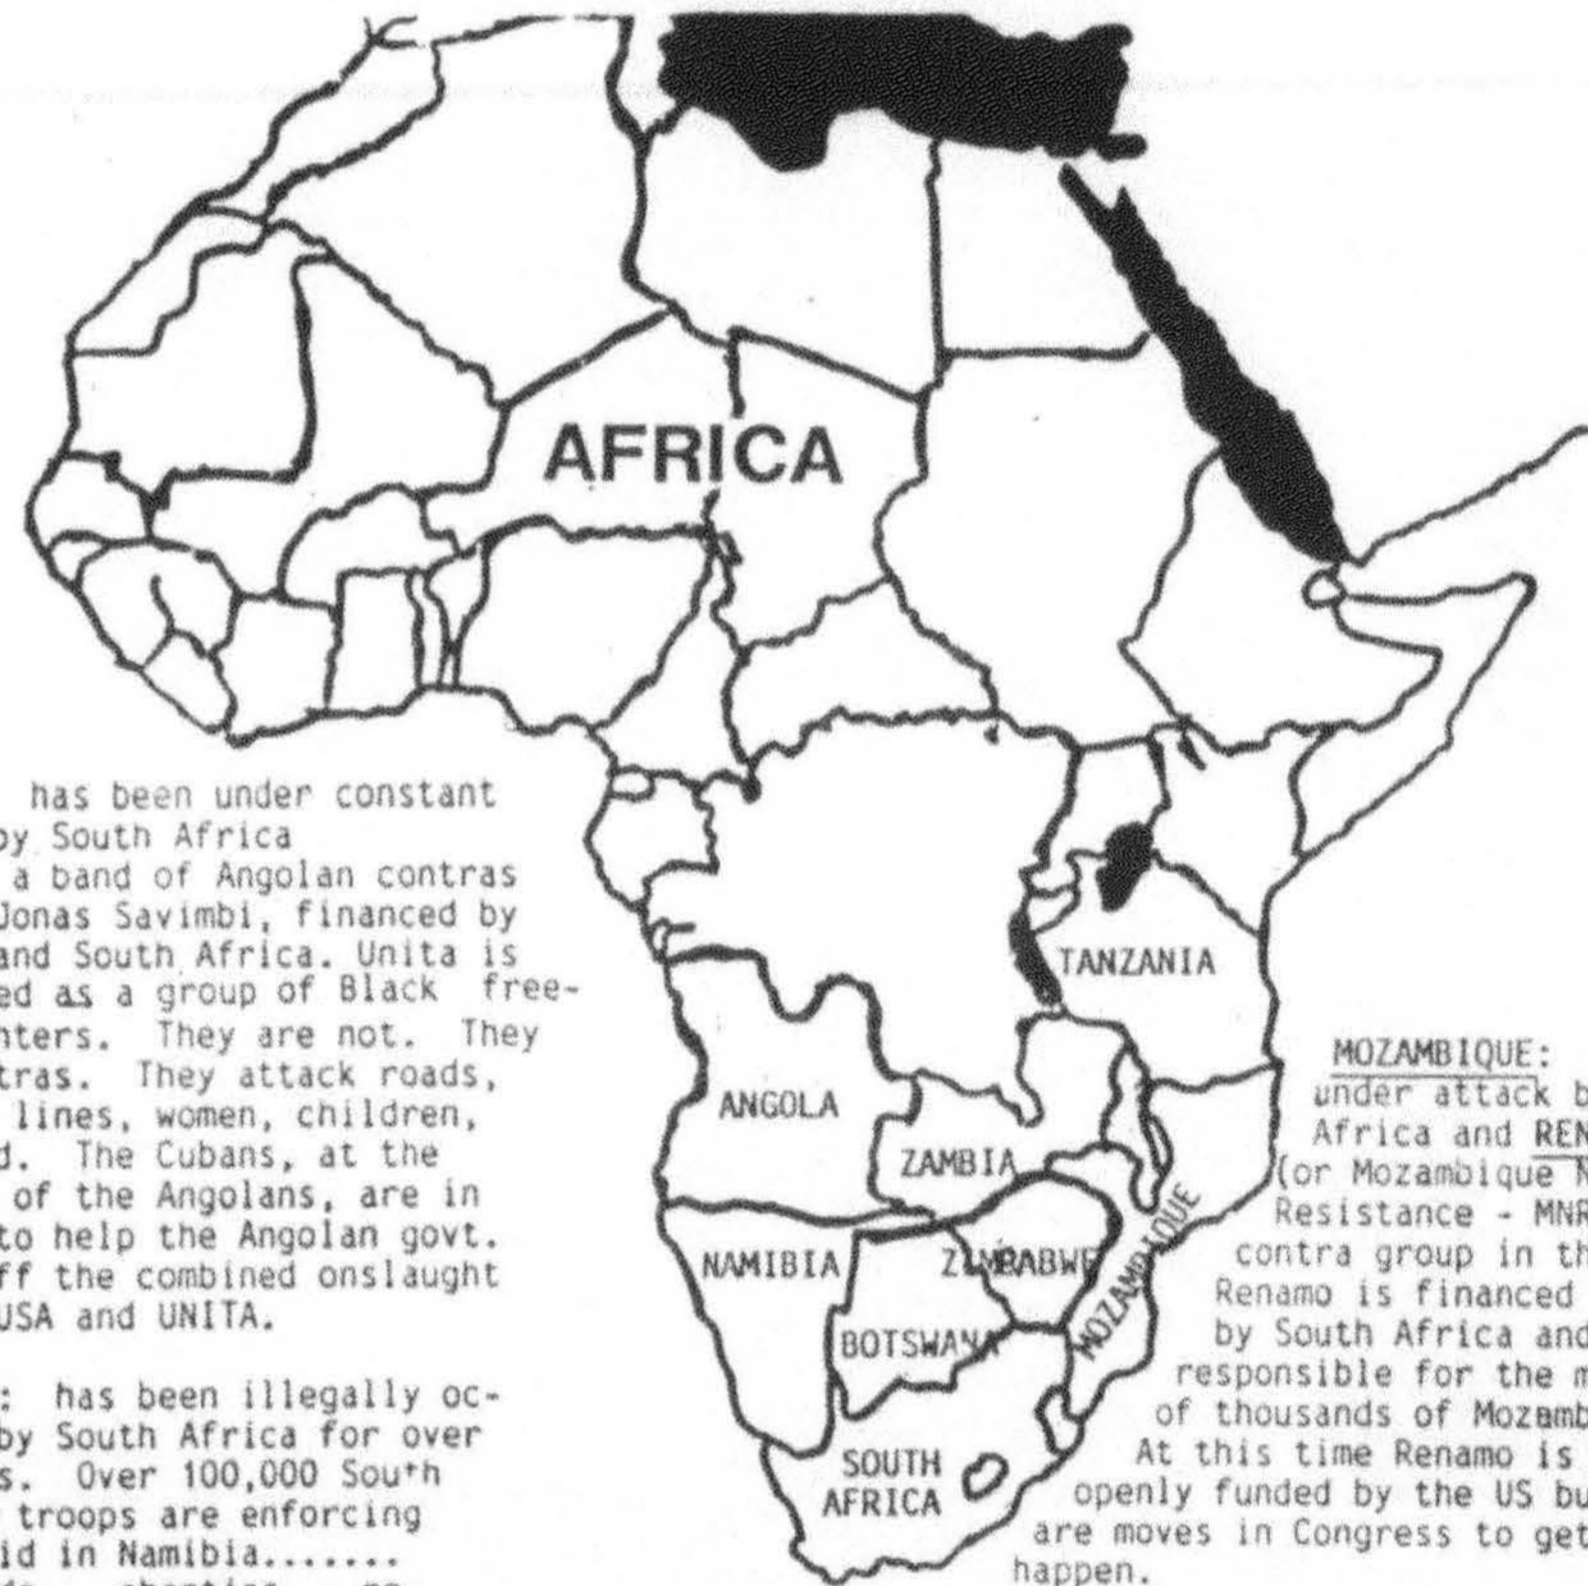 AFRICA
TANZANIA
ANGOLA
ZAMBIA
NAMIBIA
ZIMBABWE
MOZAMBIQUE
BOTSWANA
SOUTH
AFRICA
has been under constant
by South Africa
a band of Angolan contras
Jonas Savimbi, financed by
and South Africa. Unita is
ed as a group of Black free-
hters. They are not. They
tras. They attack roads,
lines, women, children,
d. The Cubans, at the
of the Angolans, are in
to help the Angolan govt.
ff the combined onslaught
USA and UNITA.
: has been illegally oc-
by South Africa for over
s. Over 100,000 South
troops are enforcing
id in Namibia.......
MOZAMBIQUE:
under attack b
Africa and REN
(or Mozambique N
Resistance - MNR
contra group in th
Renamo is financed
by South Africa and
responsible for the m
of thousands of Mozamb
At this time Renamo is
openly funded by the US bu
are moves in Congress to get
happen.